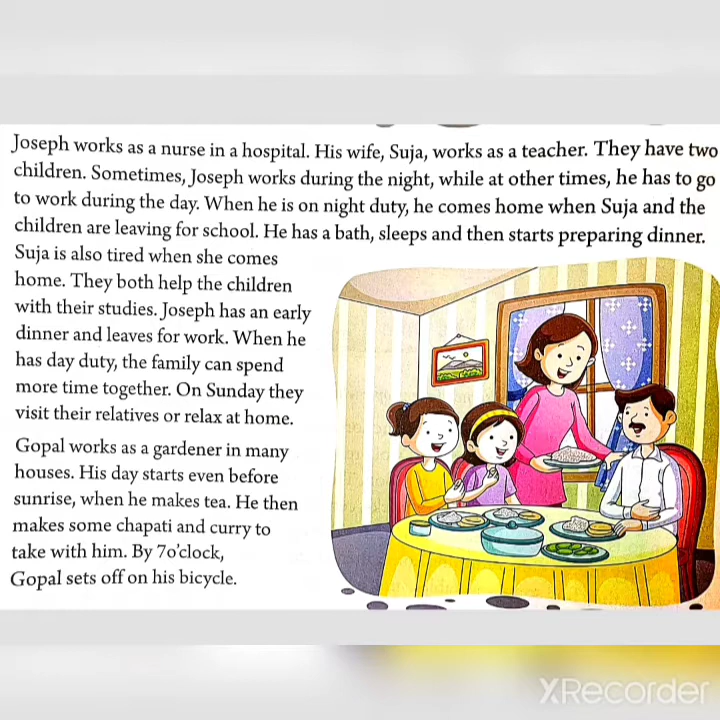 Joseph works as a nurse in a hospital. His wife, Suja, works as a teacher. They have two
children. Sometimes, Joseph works during the night, while at other times, he has to go
to work during the day. When he is on night duty, he comes home when Suja and the
children are leaving for school. He has a bath, sleeps and then starts preparing dinner.
Suja is also tired when she comes
home. They both help the children
with their studies. Joseph has an early
dinner and leaves for work. When he
has day duty, the family can spend
more time together. On Sunday they
visit their relatives or relax at home.
Gopal works as a gardener in many
houses. His day starts even before
sunrise, when he makes tea. He then
makes some chapati and curry to
take with him. By 7o'clock,
Gopal sets off on his bicycle.
XRecorder